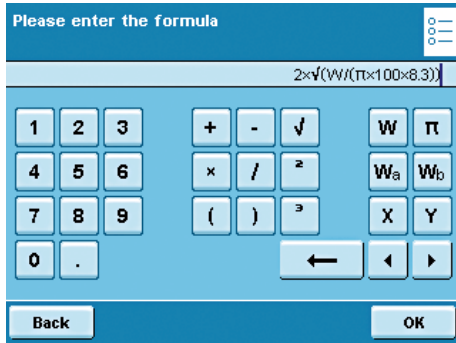 Please enter the formula
2×√(W/(π×100×8.3))
1 2 3 + - √ W π
4 5 6 × / ² Wa Wb
7 8 9 ( ) ³ X Y
0 .
Back OK